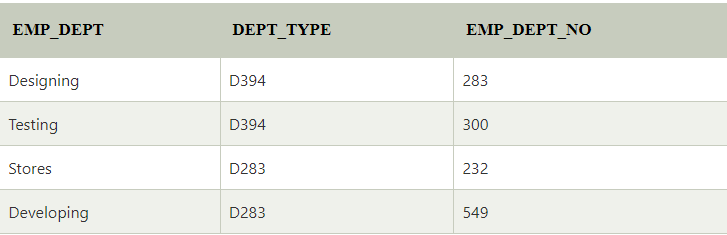 EMP_DEPT DEPT_TYPE EMP_DEPT_NO
Designing D394 283
Testing D394 300
Stores D283 232
Developing D283 549